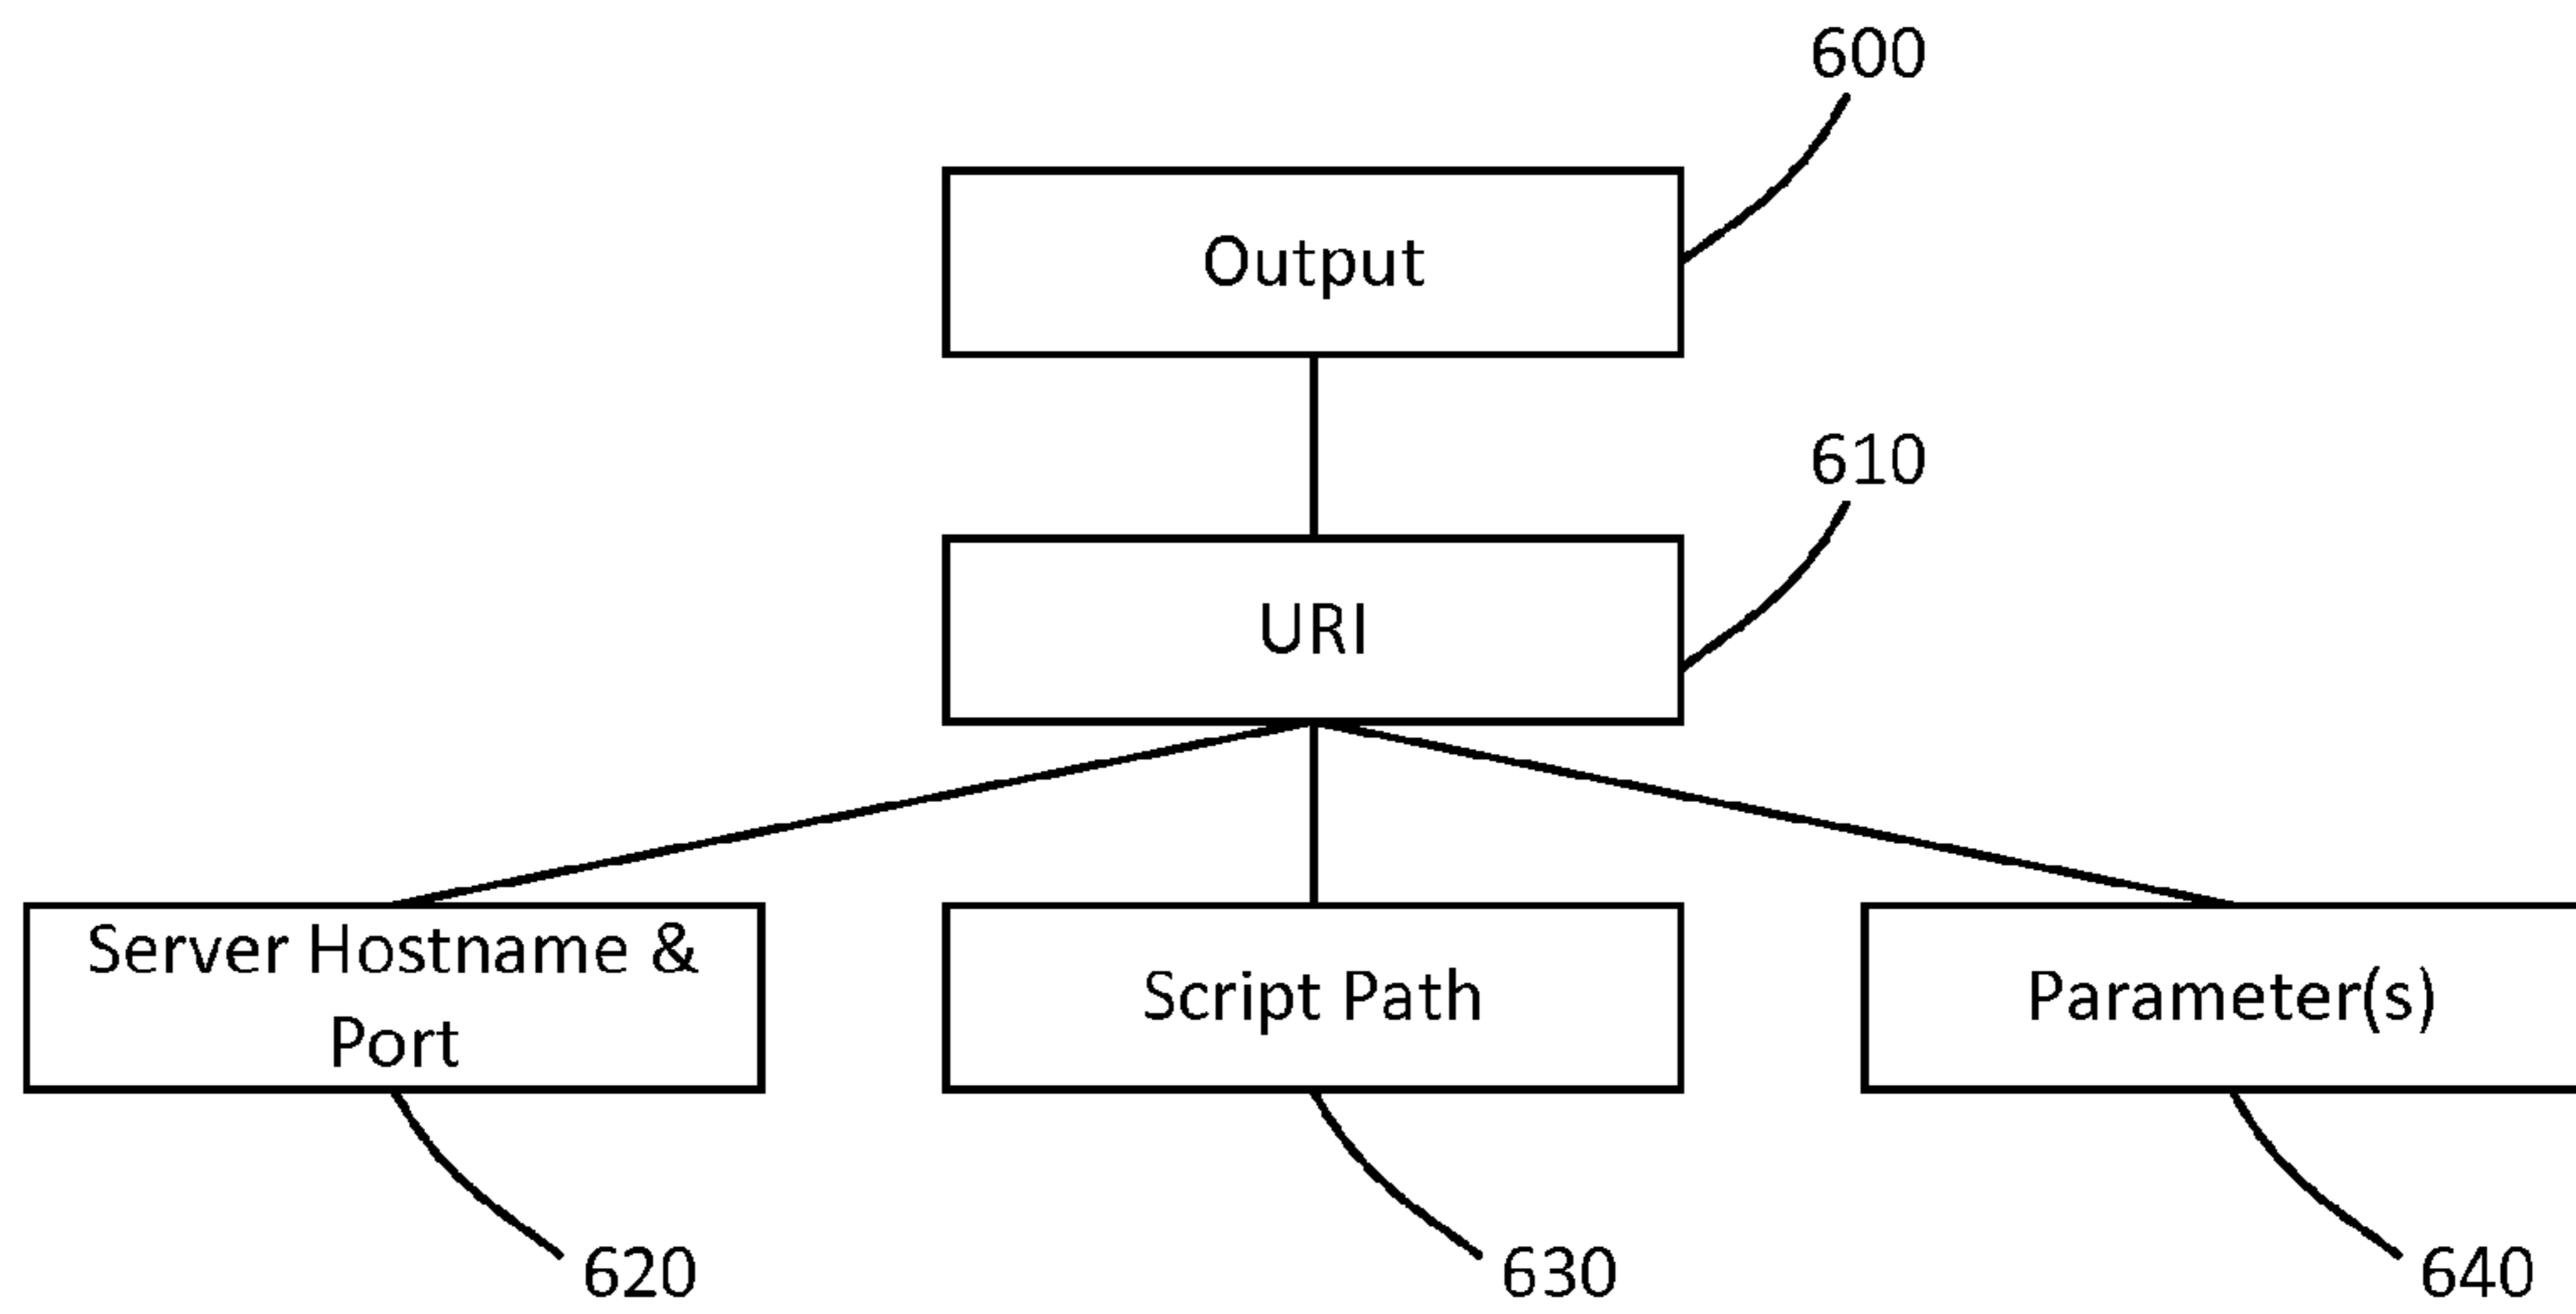 600
Output
610
URI
Server Hostname &
Port
Script Path
Parameter(s)
620
630
640